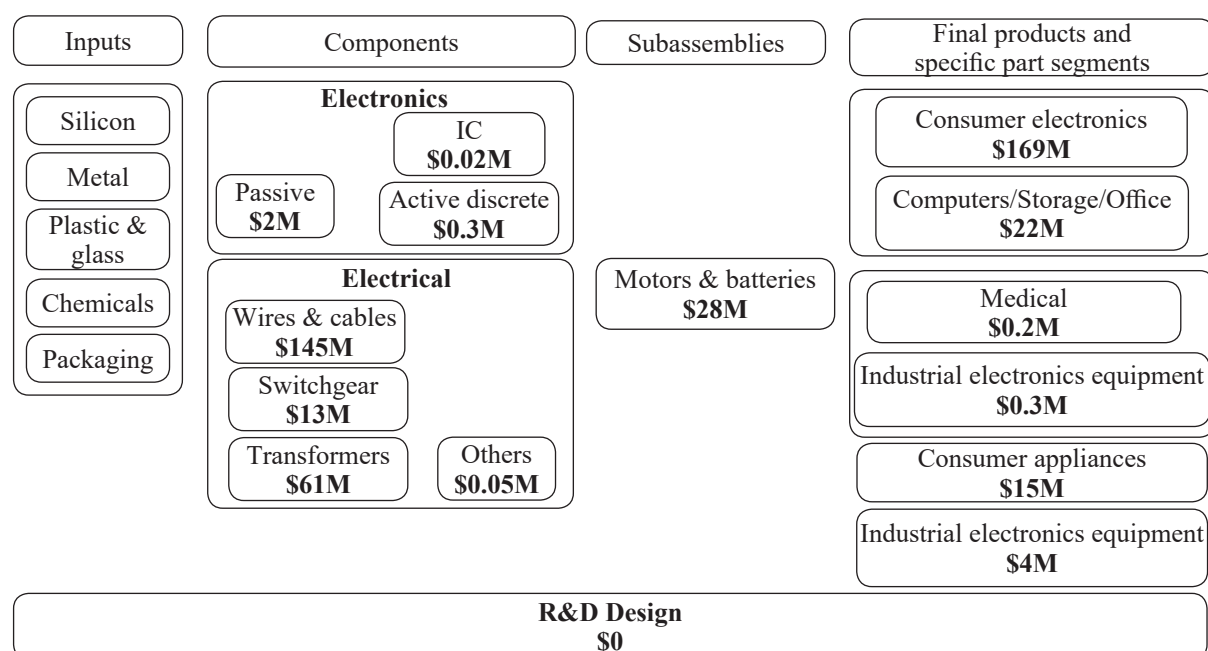 Inputs
Components
Subassemblies
Final products and
specific part segments
Silicon
Metal
Plastic &
glass
Chemicals
Packaging
Electronics
IC
$0.02M
Passive
$2M
Active discrete
$0.3M
Electrical
Wires & cables
$145M
Switchgear
$13M
Transformers
$61M
Others
$0.05M
Motors & batteries
$28M
Consumer electronics
$169M
Computers/Storage/Office
$22M
Medical
$0.2M
Industrial electronics equipment
$0.3M
Consumer appliances
$15M
Industrial electronics equipment
$4M
R&D Design
$0